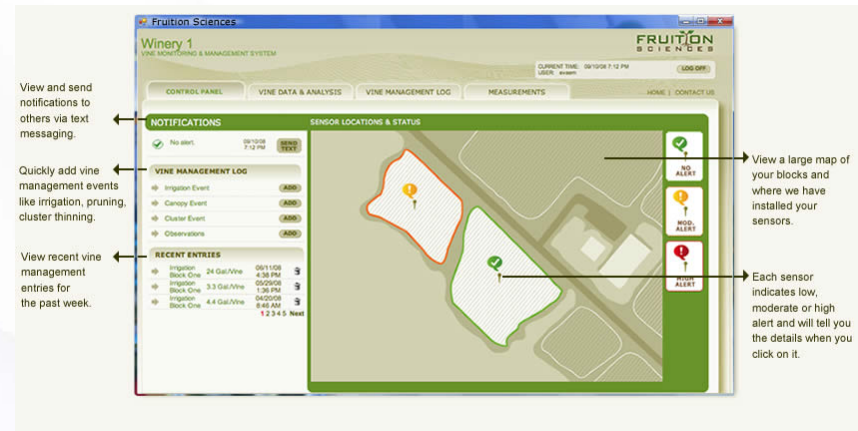 Fruition Sciences
Winery 1
VINE MONITORING & MANAGEMENT SYSTEM
FRUITION
SCIENCES
CURRENT TIME: 09/10/08 7:12 PM
USER:
LOG OFF
CONTROL PANEL
VINE DATA & ANALYSIS
VINE MANAGEMENT LOG
MEASUREMENTS
HOME | CONTACT US
NOTIFICATIONS
No alert.
09/10/08
7:12 PM
SEND
TEXT
VINE MANAGEMENT LOG
Irrigation Event
ADD
Canopy Event
ADD
Cluster Event
ADD
Observations
ADD
RECENT ENTRIES
Irrigation
Block One
24 Gal./Vine
06/11/08
4:38 PM
Irrigation
Block One
3.3 Gal./Vine
05/29/08
1:36 PM
Irrigation
Block One
4.4 Gal./Vine
04/20/08
8:46 AM
1 2 3 4 5 Next
SENSOR LOCATIONS & STATUS
NO
ALERT
MOD.
ALERT
HIGH
ALERT
View and send
notifications to
others via text
messaging.
Quickly add vine
management events
like irrigation, pruning,
cluster thinning.
View recent vine
management
entries for
the past week.
View a large map of
your blocks and
where we have
installed your
sensors.
Each sensor
indicates low,
moderate or high
alert and will tell you
the details when you
click on it.